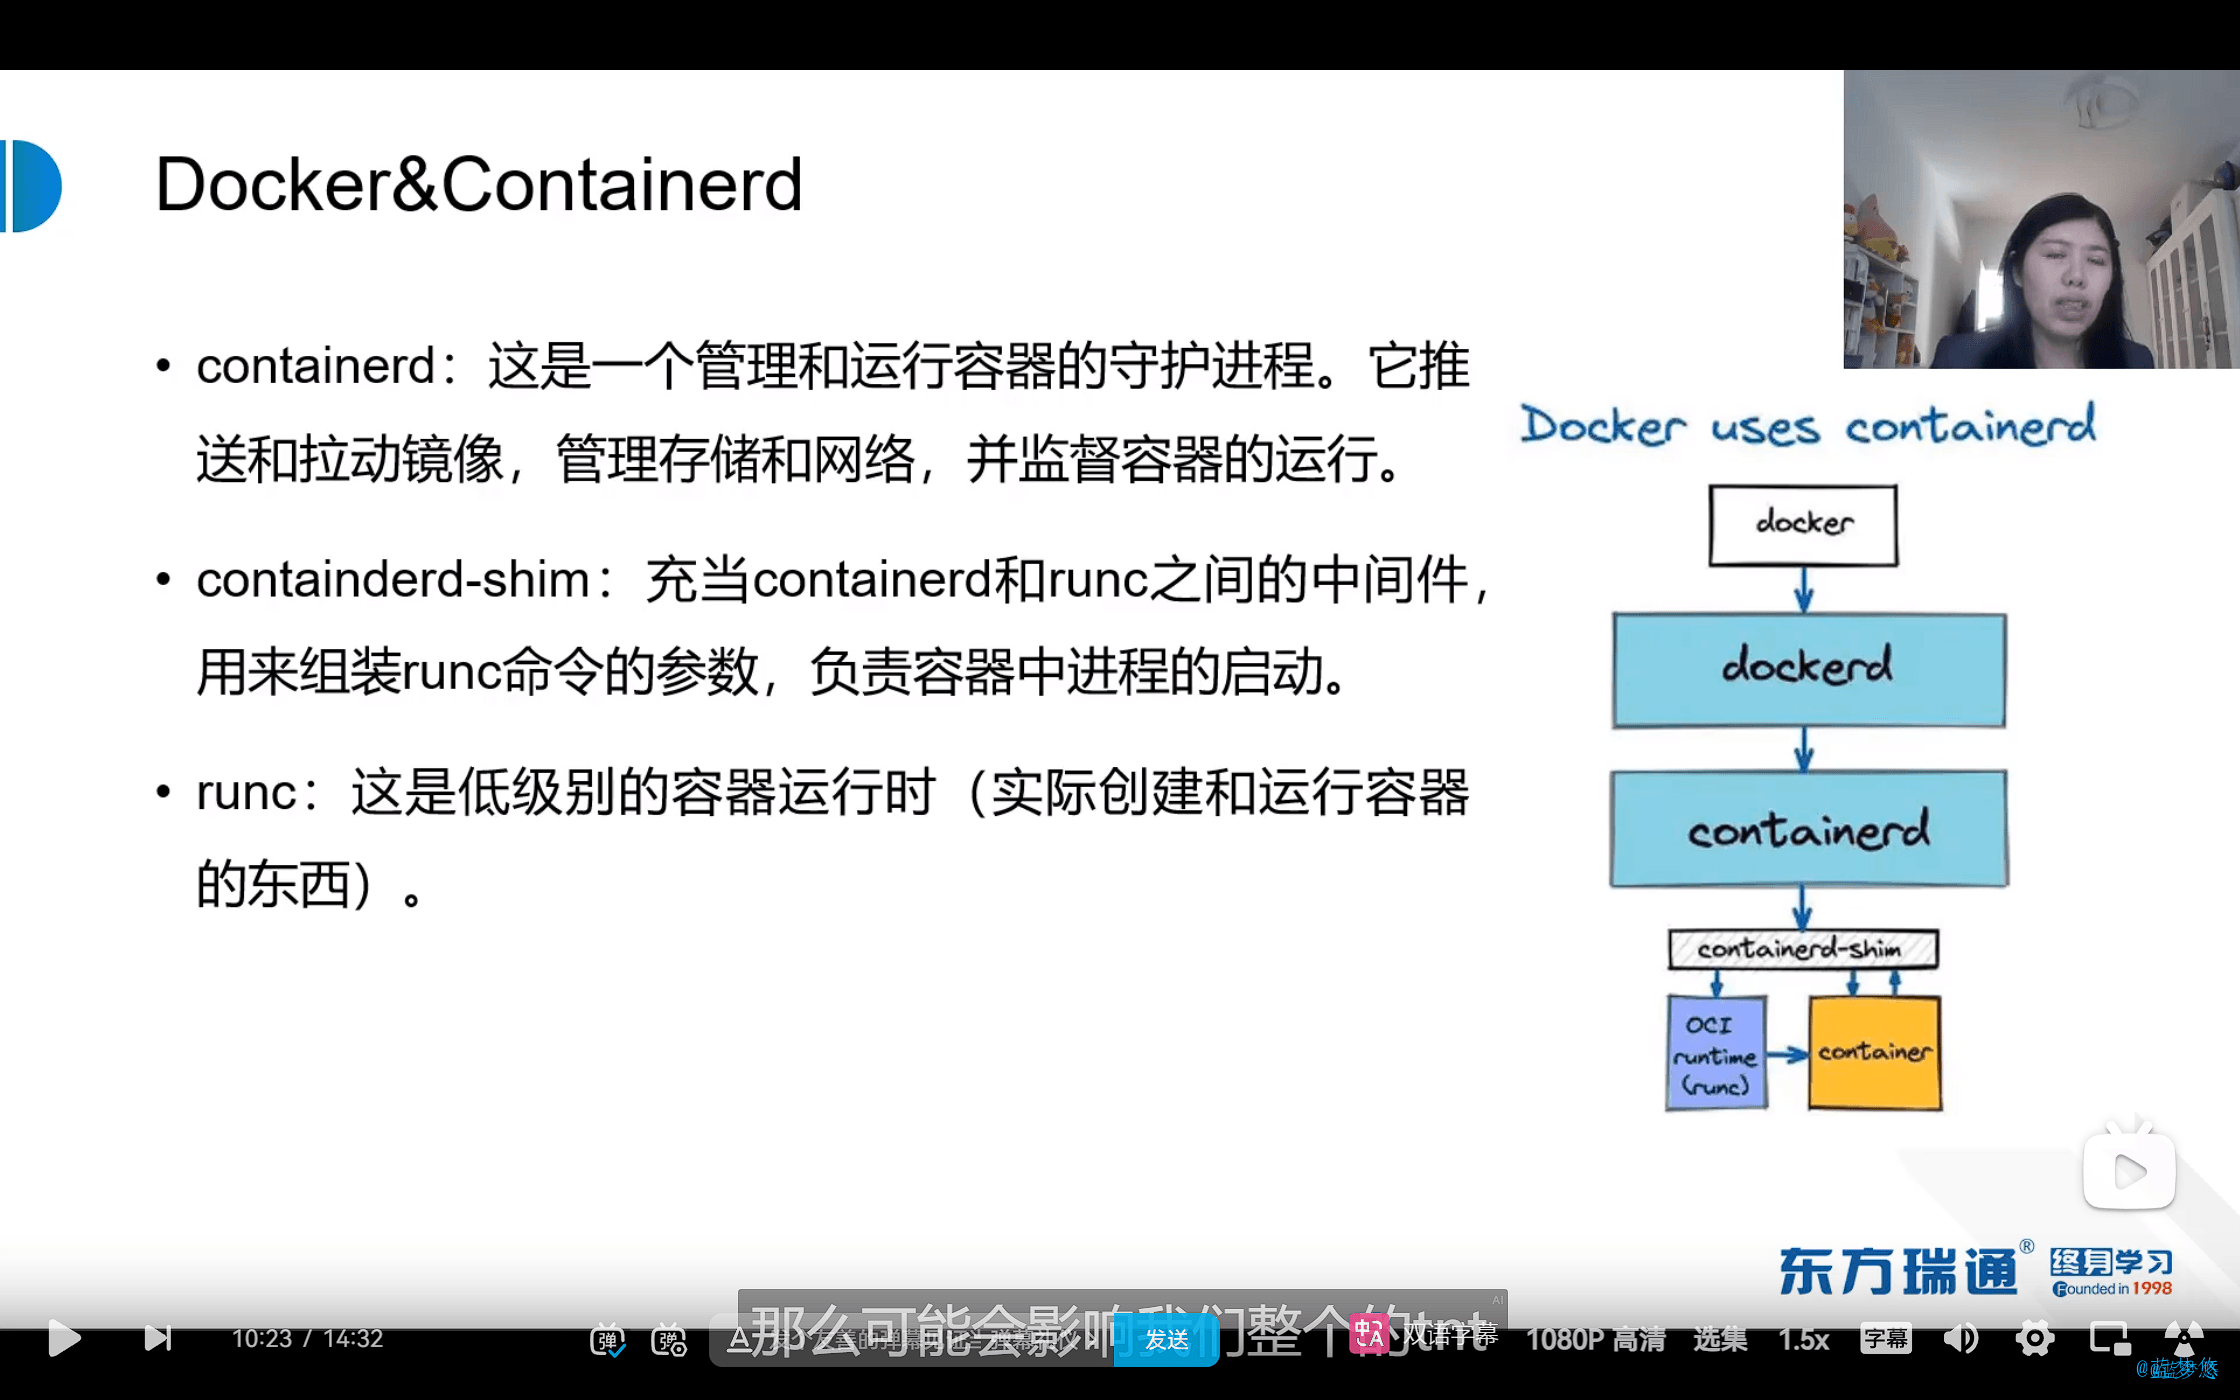 Docker&Containerd
• containerd：这是一个管理和运行容器的守护进程。它推
送和拉动镜像，管理存储和网络，并监督容器的运行。
• containderd-shim：充当containerd和runc之间的中间件，
用来组装runc命令的参数，负责容器中进程的启动。
• runc：这是低级别的容器运行时（实际创建和运行容器
的东西）。
Docker uses containerd
docker
dockerd
containerd
containerd-shim
OCI
runtime
(runc)
container
东方瑞通®
终身学习
Founded in 1998
AI
那么可能会影响我们整个的
10:23 / 14:32
弹
弹
发送
双语字幕
1080P 高清
选集
1.5x
字幕
@蓝梦悠